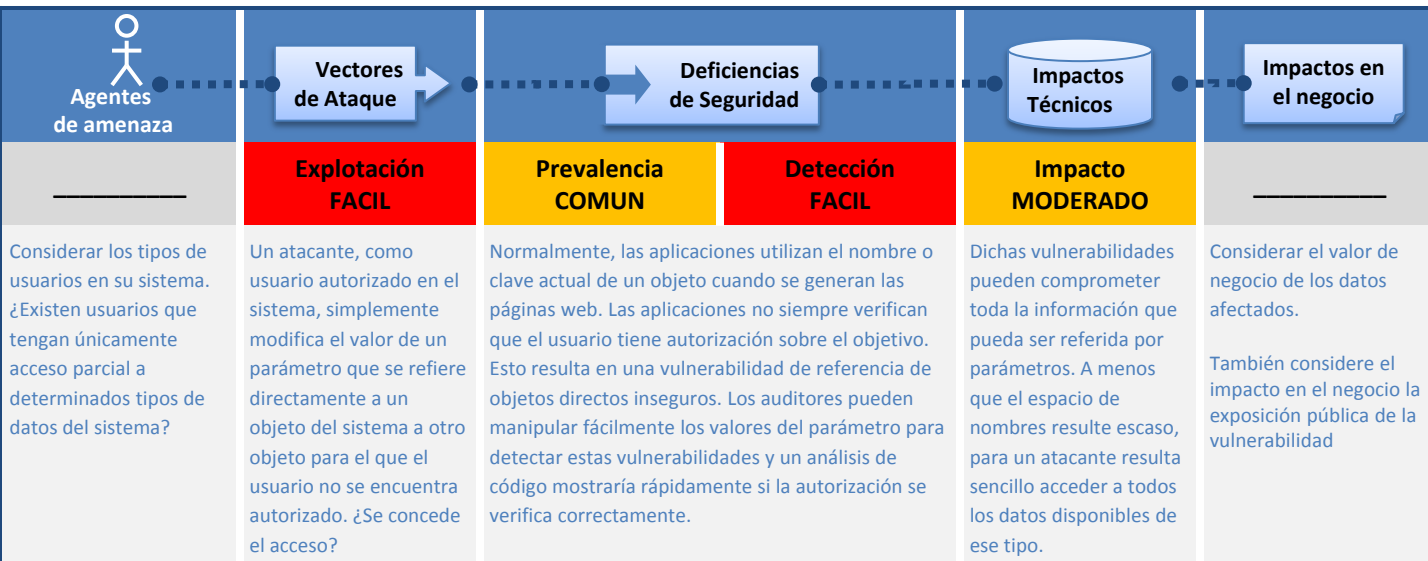 Agentes
de amenaza
Vectores
de Ataque
Deficiencias
de Seguridad
Impactos
Técnicos
Impactos en
el negocio
__________
Explotación
FACIL
Prevalencia
COMUN
Detección
FACIL
Impacto
MODERADO
__________
Considerar los tipos de
usuarios en su sistema.
¿Existen usuarios que
tengan únicamente
acceso parcial a
determinados tipos de
datos del sistema?
Un atacante, como
usuario autorizado en el
sistema, simplemente
modifica el valor de un
parámetro que se refiere
directamente a un
objeto del sistema a otro
objeto para el que el
usuario no se encuentra
autorizado. ¿Se concede
el acceso?
Normalmente, las aplicaciones utilizan el nombre o
clave actual de un objeto cuando se generan las
páginas web. Las aplicaciones no siempre verifican
que el usuario tiene autorización sobre el objetivo.
Esto resulta en una vulnerabilidad de referencia de
objetos directos inseguros. Los auditores pueden
manipular fácilmente los valores del parámetro para
detectar estas vulnerabilidades y un análisis de
código mostraría rápidamente si la autorización se
verifica correctamente.
Dichas vulnerabilidades
pueden comprometer
toda la información que
pueda ser referida por
parámetros. A menos
que el espacio de
nombres resulte escaso,
para un atacante resulta
sencillo acceder a todos
los datos disponibles de
ese tipo.
Considerar el valor de
negocio de los datos
afectados.
También considere el
impacto en el negocio la
exposición pública de la
vulnerabilidad